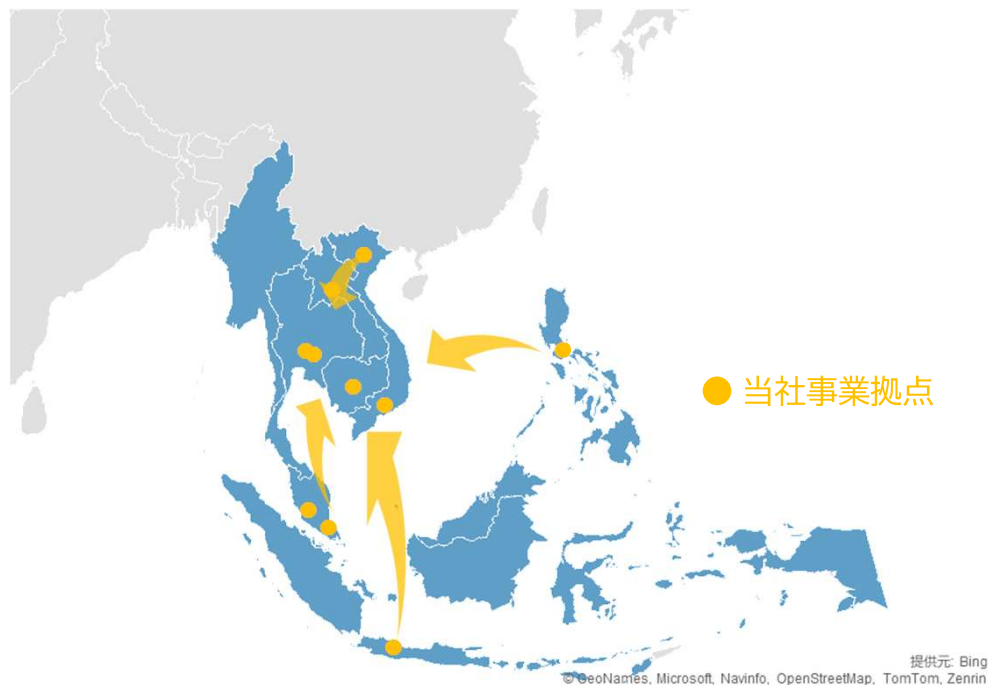 当社事業拠点
提供元: Bing
© GeoNames, Microsoft, Navinfo, OpenStreetMap, TomTom, Zenrin